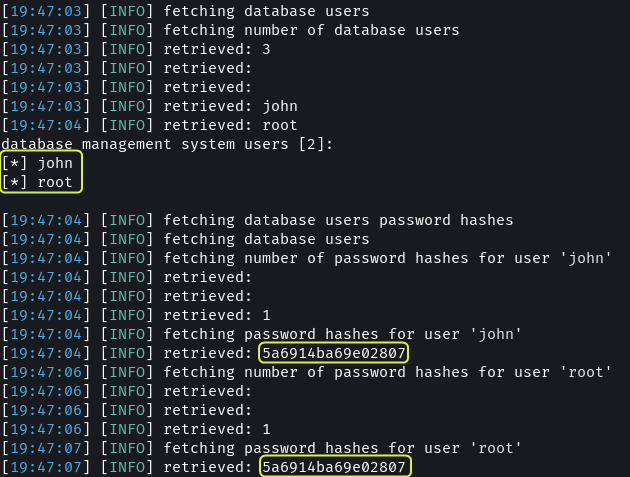 [19:47:03] [INFO] fetching database users
[19:47:03] [INFO] fetching number of database users
[19:47:03] [INFO] retrieved: 3
[19:47:03] [INFO] retrieved:
[19:47:03] [INFO] retrieved:
[19:47:03] [INFO] retrieved: john
[19:47:04] [INFO] retrieved: root
database management system users [2]:
[*] john
[*] root
[19:47:04] [INFO] fetching database users password hashes
[19:47:04] [INFO] fetching database users
[19:47:04] [INFO] fetching number of password hashes for user 'john'
[19:47:04] [INFO] retrieved:
[19:47:04] [INFO] retrieved:
[19:47:04] [INFO] retrieved: 1
[19:47:04] [INFO] fetching password hashes for user 'john'
[19:47:04] [INFO] retrieved: 5a6914ba69e02807
[19:47:06] [INFO] fetching number of password hashes for user 'root'
[19:47:06] [INFO] retrieved:
[19:47:06] [INFO] retrieved:
[19:47:06] [INFO] retrieved: 1
[19:47:07] [INFO] fetching password hashes for user 'root'
[19:47:07] [INFO] retrieved: 5a6914ba69e02807